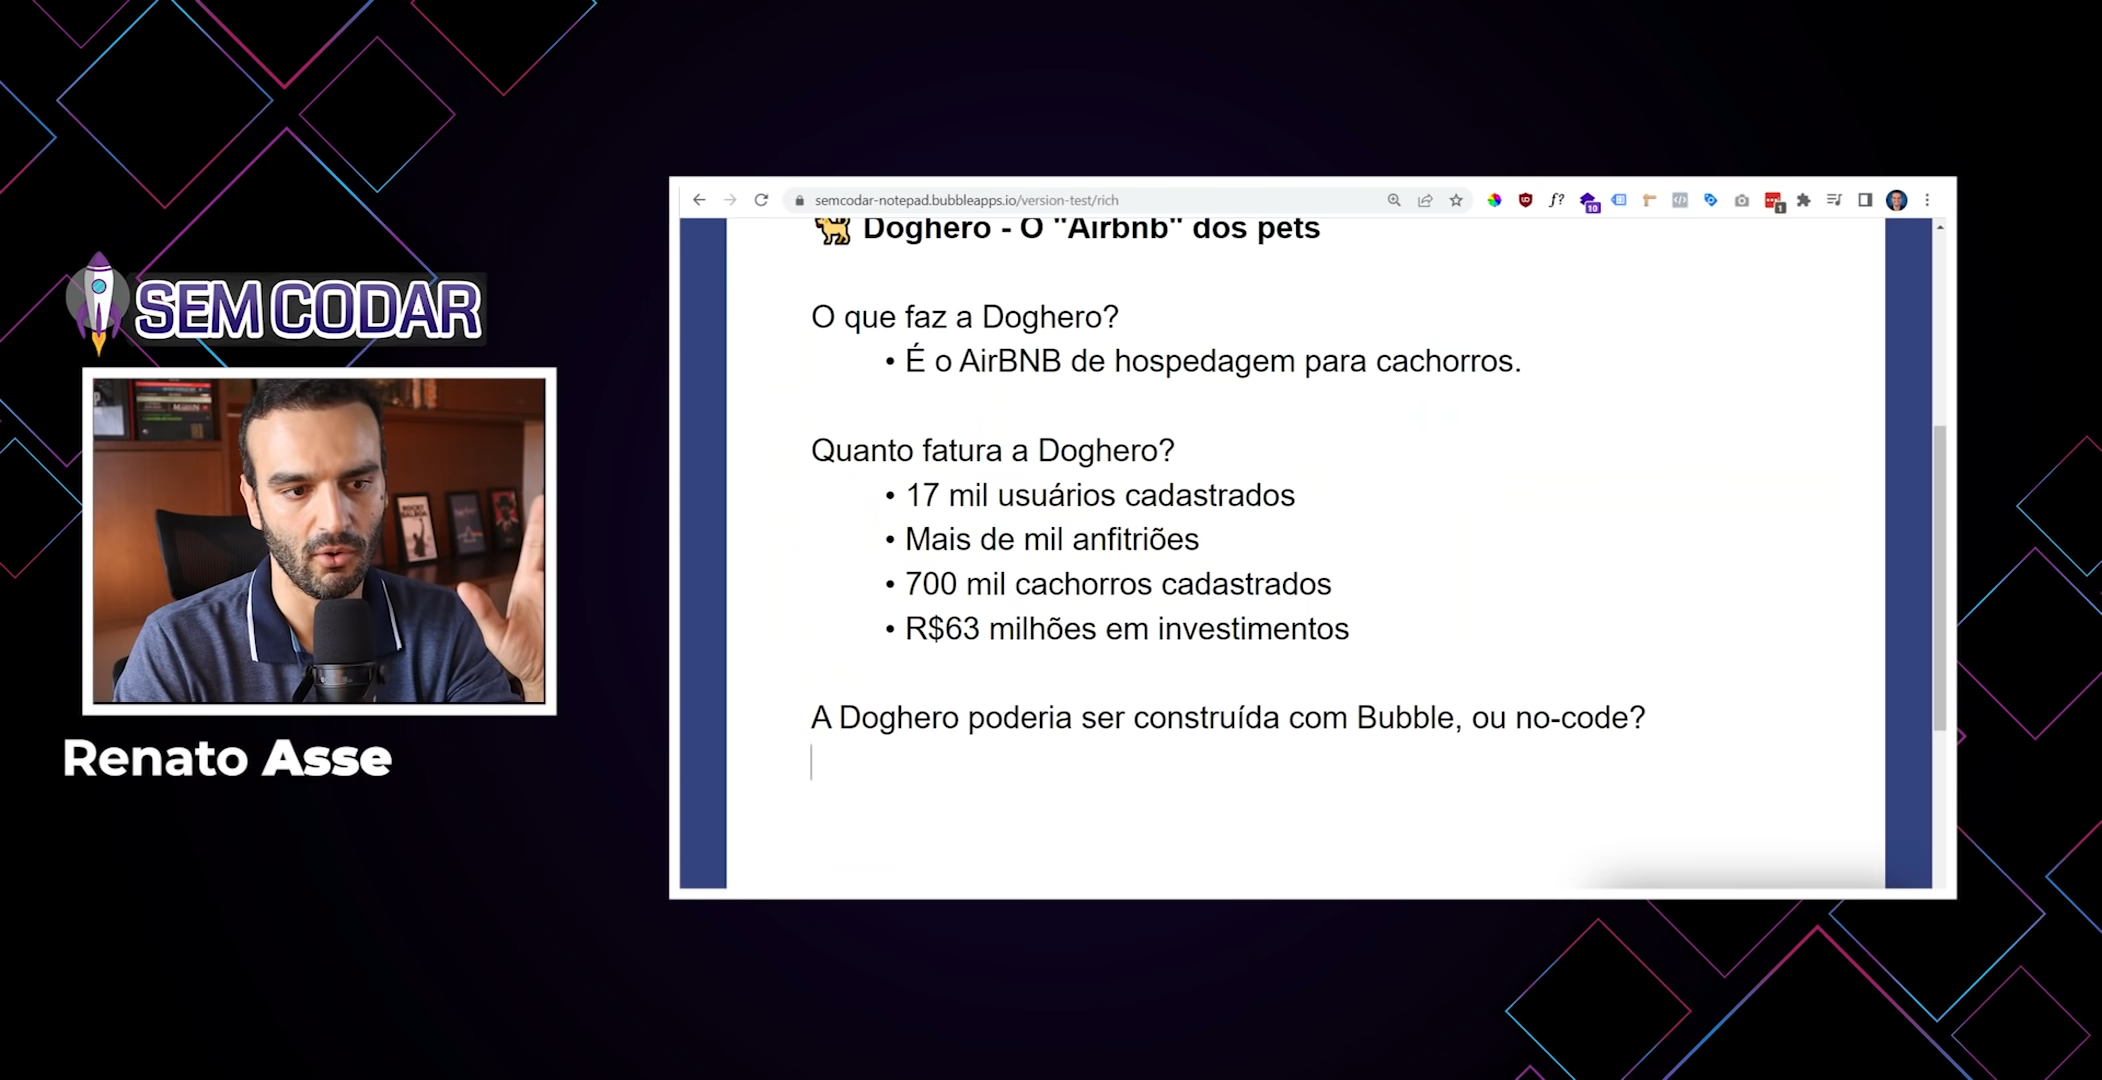 SEM CODAR
Renato Asse
semcodar-notepad.bubbleapps.io/version-test/rich
f?
10
1
Doghero - O "Airbnb" dos pets
O que faz a Doghero?
• É o AirBNB de hospedagem para cachorros.
Quanto fatura a Doghero?
• 17 mil usuários cadastrados
• Mais de mil anfitriões
• 700 mil cachorros cadastrados
• R$63 milhões em investimentos
A Doghero poderia ser construída com Bubble, ou no-code?